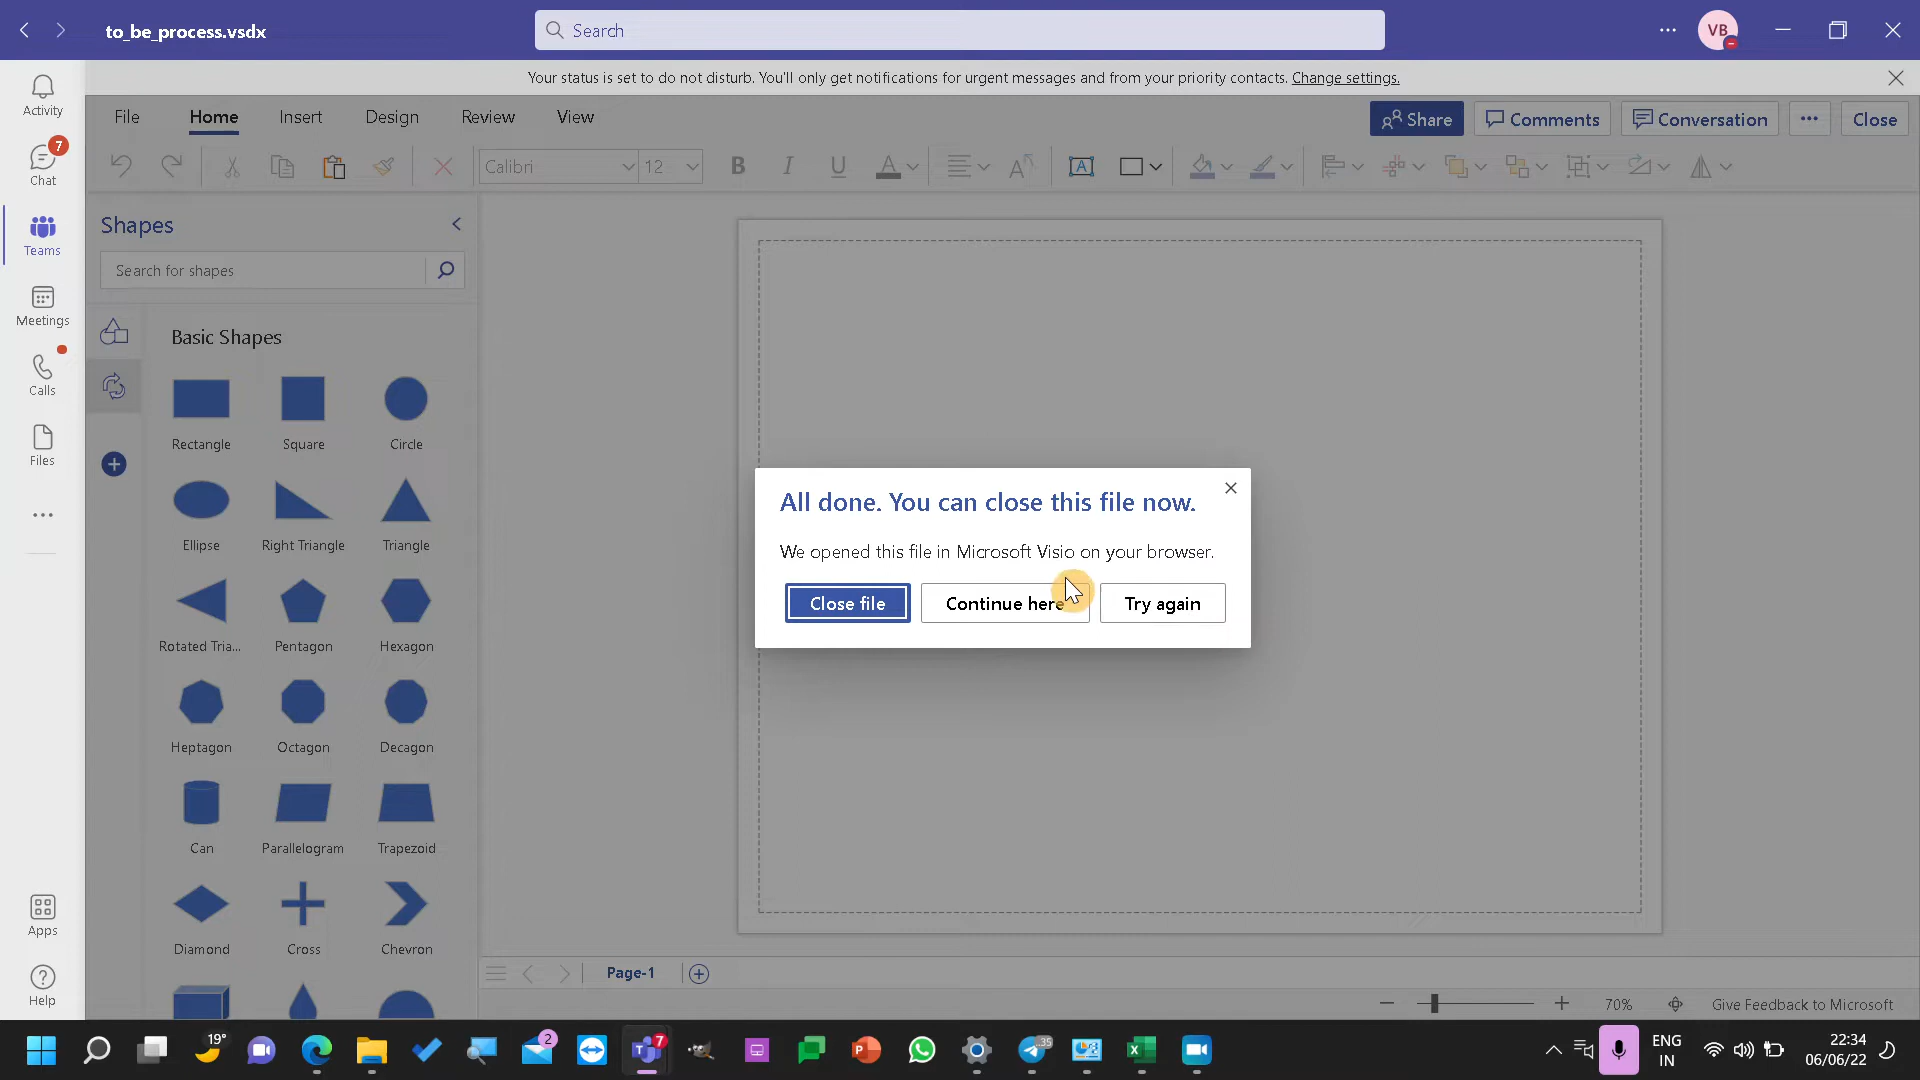 to_be_process.vsdx
Search
VB
Your status is set to do not disturb. You'll only get notifications for urgent messages and from your priority contacts. Change settings.
File Home Insert Design Review View
Share Comments Conversation Close
Calibri 12 B I U A
Activity
7
Chat
Teams
Meetings
Calls
Files
Apps
Help
Shapes
Search for shapes
Basic Shapes
Rectangle Square Circle
Ellipse Right Triangle Triangle
Rotated Tria... Pentagon Hexagon
Heptagon Octagon Decagon
Can Parallelogram Trapezoid
Diamond Cross Chevron
All done. You can close this file now.
We opened this file in Microsoft Visio on your browser.
Close file Continue here Try again
Page-1
70% Give Feedback to Microsoft
19° 2 7 35
ENG
IN
22:34
06/06/22